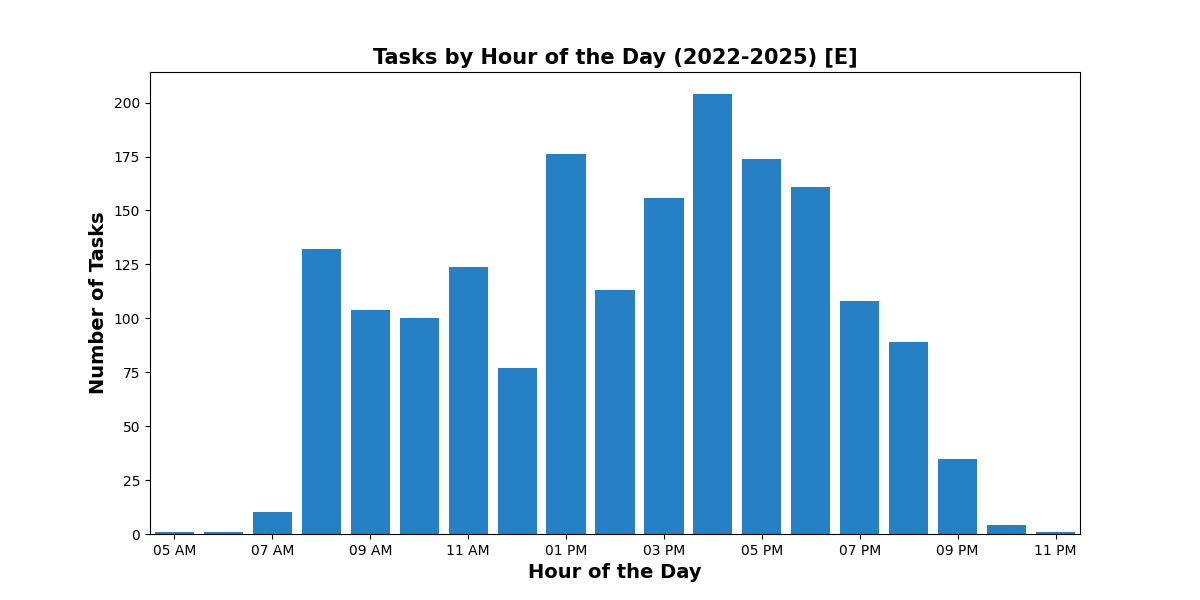 Tasks by Hour of the Day (2022-2025) [E]
Number of Tasks
200
175
150
125
100
75
50
25
0
05 AM 07 AM 09 AM 11 AM 01 PM 03 PM 05 PM 07 PM 09 PM 11 PM
Hour of the Day